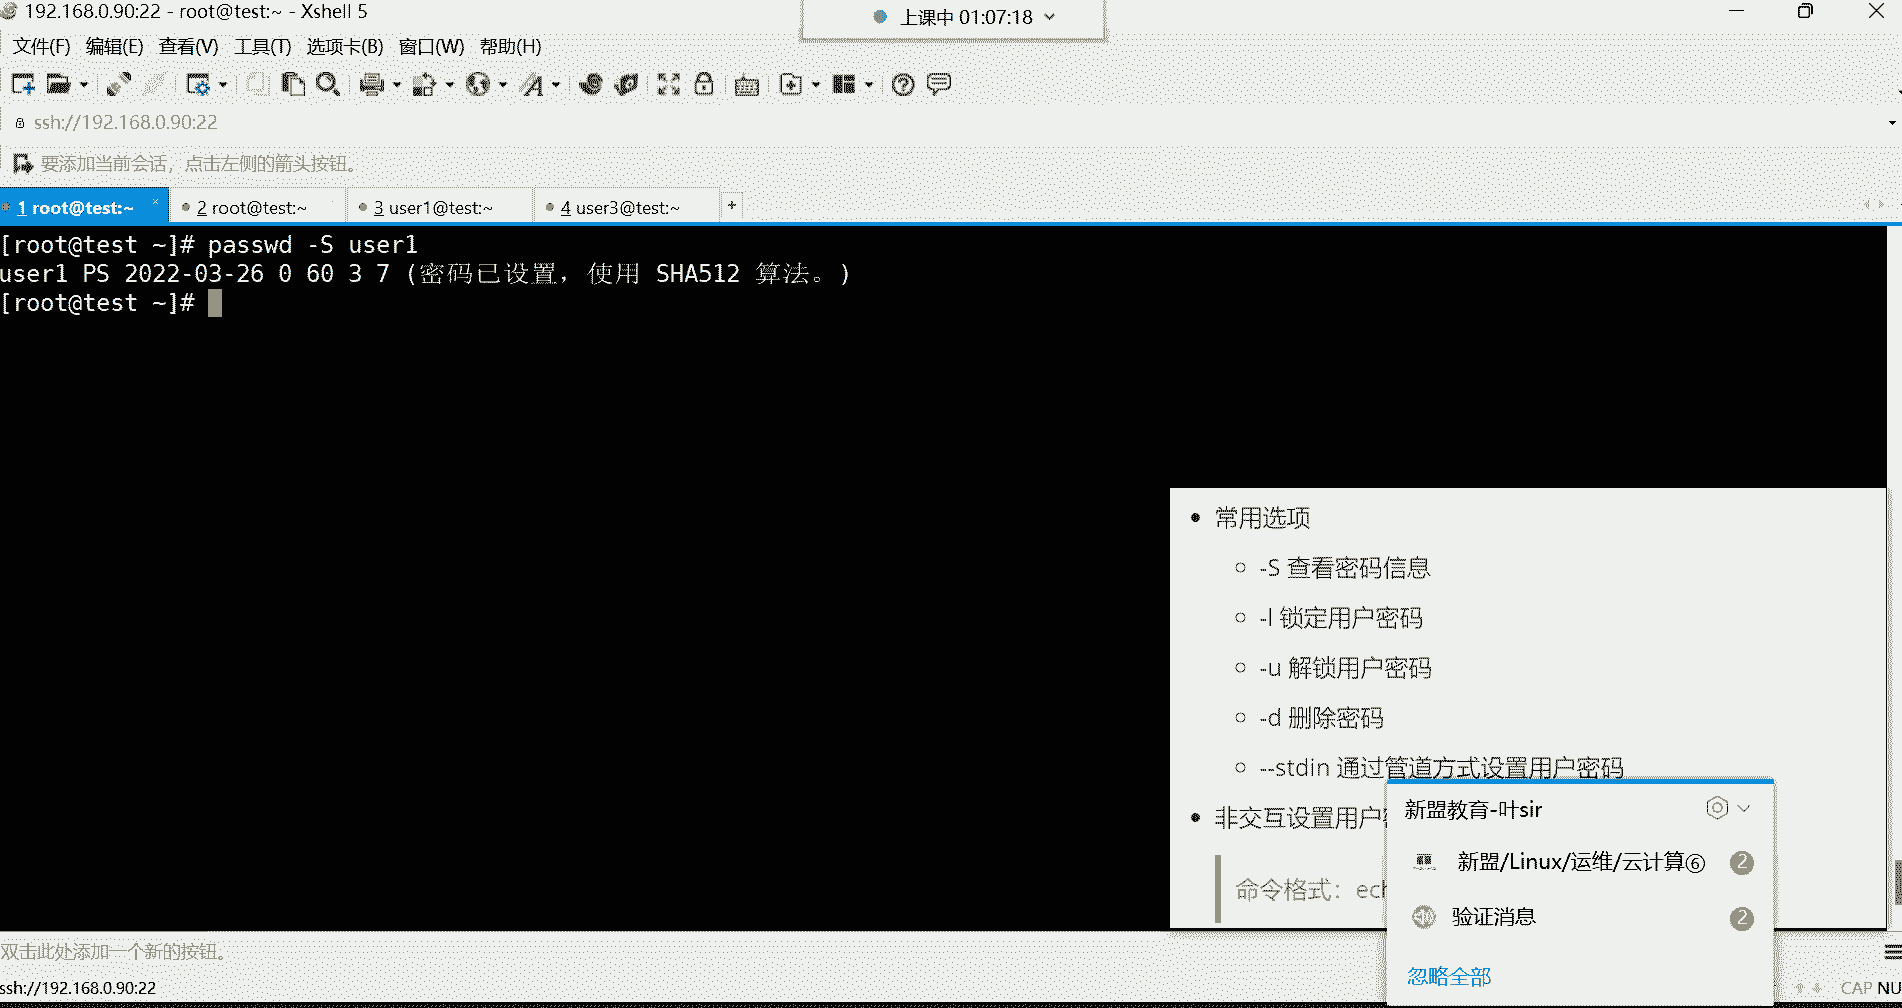 192.168.0.90:22 - root@test:~ - Xshell 5
上课中 01:07:18
文件(F) 编辑(E) 查看(V) 工具(T) 选项卡(B) 窗口(W) 帮助(H)
ssh://192.168.0.90:22
要添加当前会话，点击左侧的箭头按钮。
1 root@test:~ × 2 root@test:~ 3 user1@test:~ 4 user3@test:~ +
[root@test ~]# passwd -S user1
user1 PS 2022-03-26 0 60 3 7 (密码已设置，使用 SHA512 算法。)
[root@test ~]#
常用选项
-S 查看密码信息
-l 锁定用户密码
-u 解锁用户密码
-d 删除密码
--stdin 通过管道方式设置用户密码
非交互设置用户
命令格式：ech
新盟教育-叶sir
新盟/Linux/运维/云计算⑥ 2
验证消息 2
忽略全部
双击此处添加一个新的按钮。
ssh://192.168.0.90:22
CAP NU